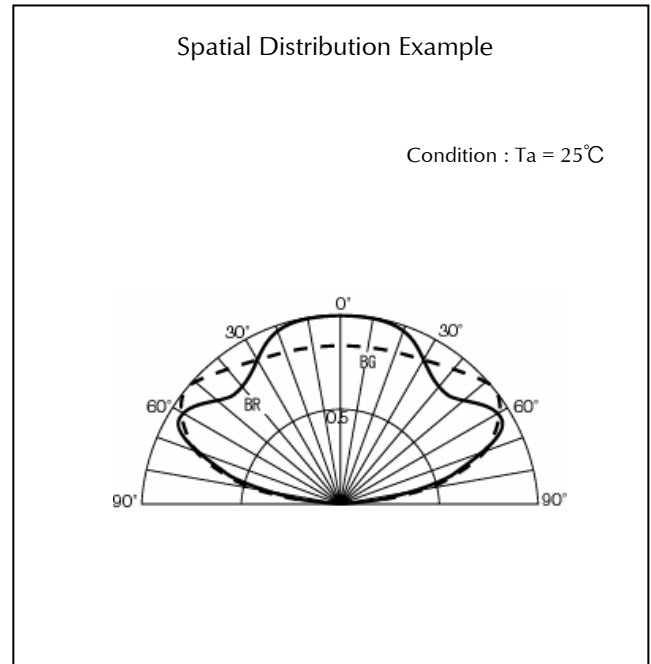 Spatial Distribution Example
Condition : Ta = 25℃
0°
30° 30°
BG
60° BR 60°
0.5
90° 90°